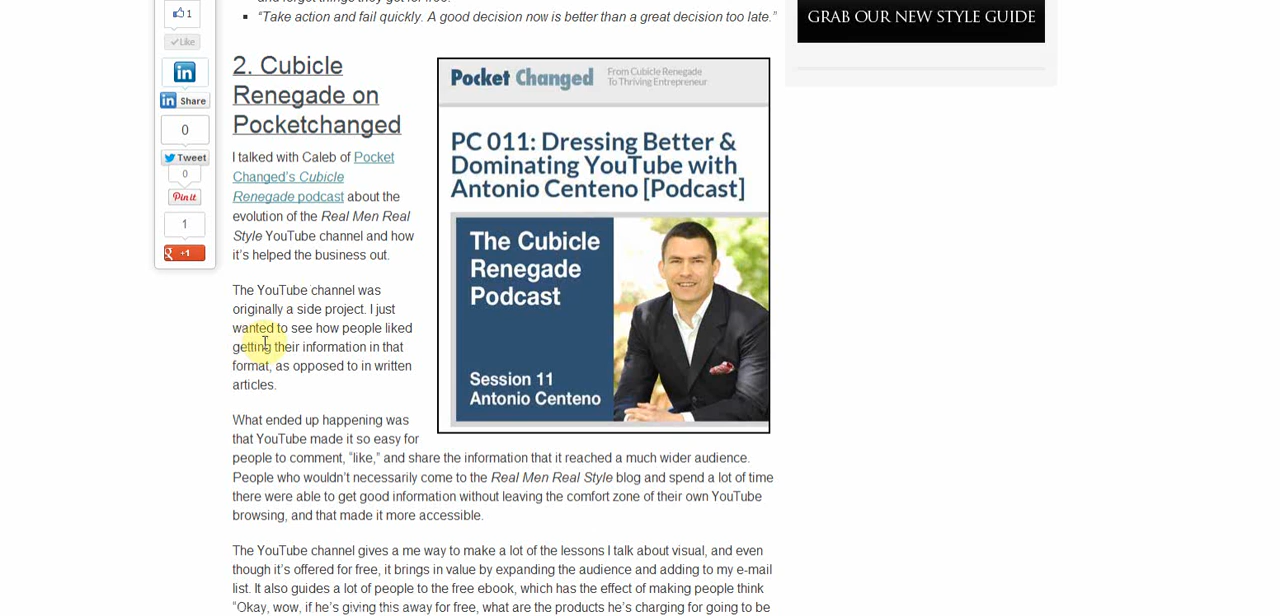 and forget things they get for free.
"Take action and fail quickly. A good decision now is better than a great decision too late."
1
Like
in
in Share
0
Tweet
0
Pin it
1
g +1
2. Cubicle
Renegade on
Pocketchanged
I talked with Caleb of Pocket
Changed's Cubicle
Renegade podcast about the
evolution of the Real Men Real
Style YouTube channel and how
it's helped the business out.
The YouTube channel was
originally a side project. I just
wanted to see how people liked
getting their information in that
format, as opposed to in written
articles.
What ended up happening was
that YouTube made it so easy for
people to comment, "like," and share the information that it reached a much wider audience.
People who wouldn't necessarily come to the Real Men Real Style blog and spend a lot of time
there were able to get good information without leaving the comfort zone of their own YouTube
browsing, and that made it more accessible.
The YouTube channel gives a me way to make a lot of the lessons I talk about visual, and even
though it's offered for free, it brings in value by expanding the audience and adding to my e-mail
list. It also guides a lot of people to the free ebook, which has the effect of making people think
"Okay, wow, if he's giving this away for free, what are the products he's charging for going to be
Pocket Changed
From Cubicle Renegade
To Thriving Entrepreneur
PC 011: Dressing Better &
Dominating YouTube with
Antonio Centeno [Podcast]
The Cubicle
Renegade
Podcast
Session 11
Antonio Centeno
GRAB OUR NEW STYLE GUIDE